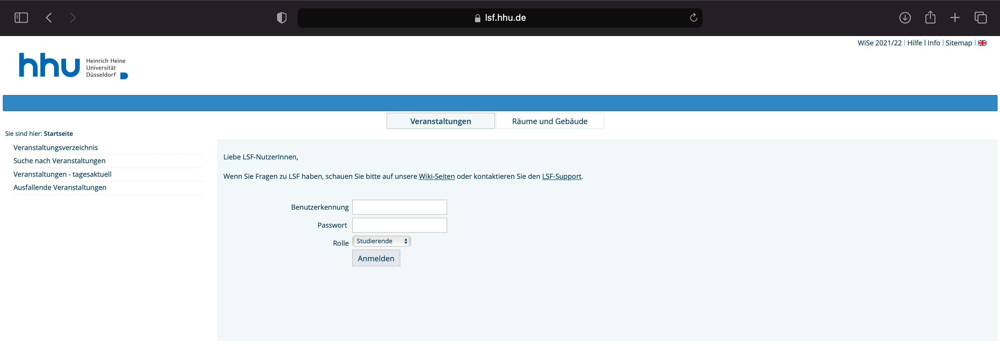 lsf.hhu.de
WiSe 2021/22 | Hilfe | Info | Sitemap |
hhu
Heinrich Heine
Universität
Düsseldorf
Veranstaltungen
Räume und Gebäude
Sie sind hier: Startseite
Veranstaltungsverzeichnis
Suche nach Veranstaltungen
Veranstaltungen - tagesaktuell
Ausfallende Veranstaltungen
Liebe LSF-NutzerInnen,
Wenn Sie Fragen zu LSF haben, schauen Sie bitte auf unsere Wiki-Seiten oder kontaktieren Sie den LSF-Support.
Benutzerkennung
Passwort
Rolle Studierende
Anmelden